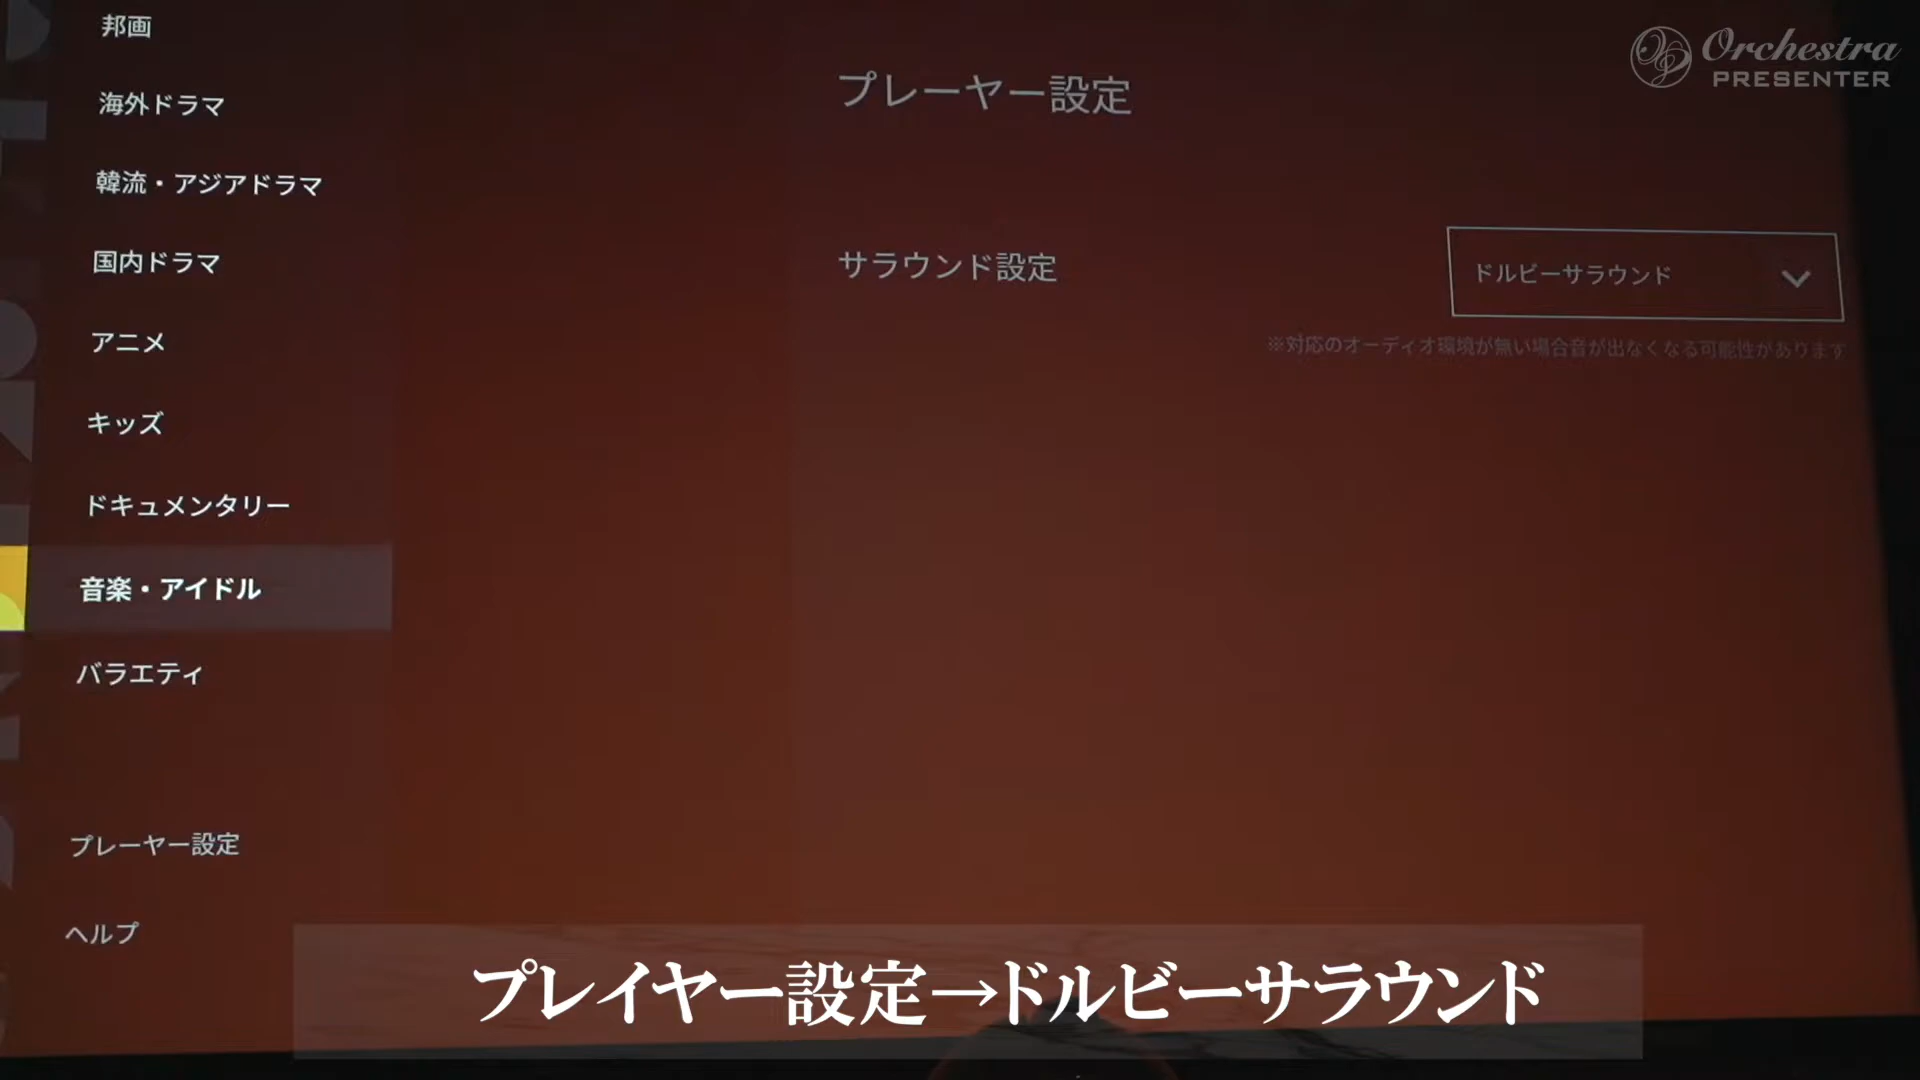 邦画
海外ドラマ
韓流・アジアドラマ
国内ドラマ
アニメ
キッズ
ドキュメンタリー
音楽・アイドル
バラエティ
プレーヤー設定
ヘルプ
プレーヤー設定
サラウンド設定
ドルビーサラウンド
※対応のオーディオ環境が無い場合音が出なくなる可能性があります
Orchestra
PRESENTER
プレイヤー設定→ドルビーサラウンド